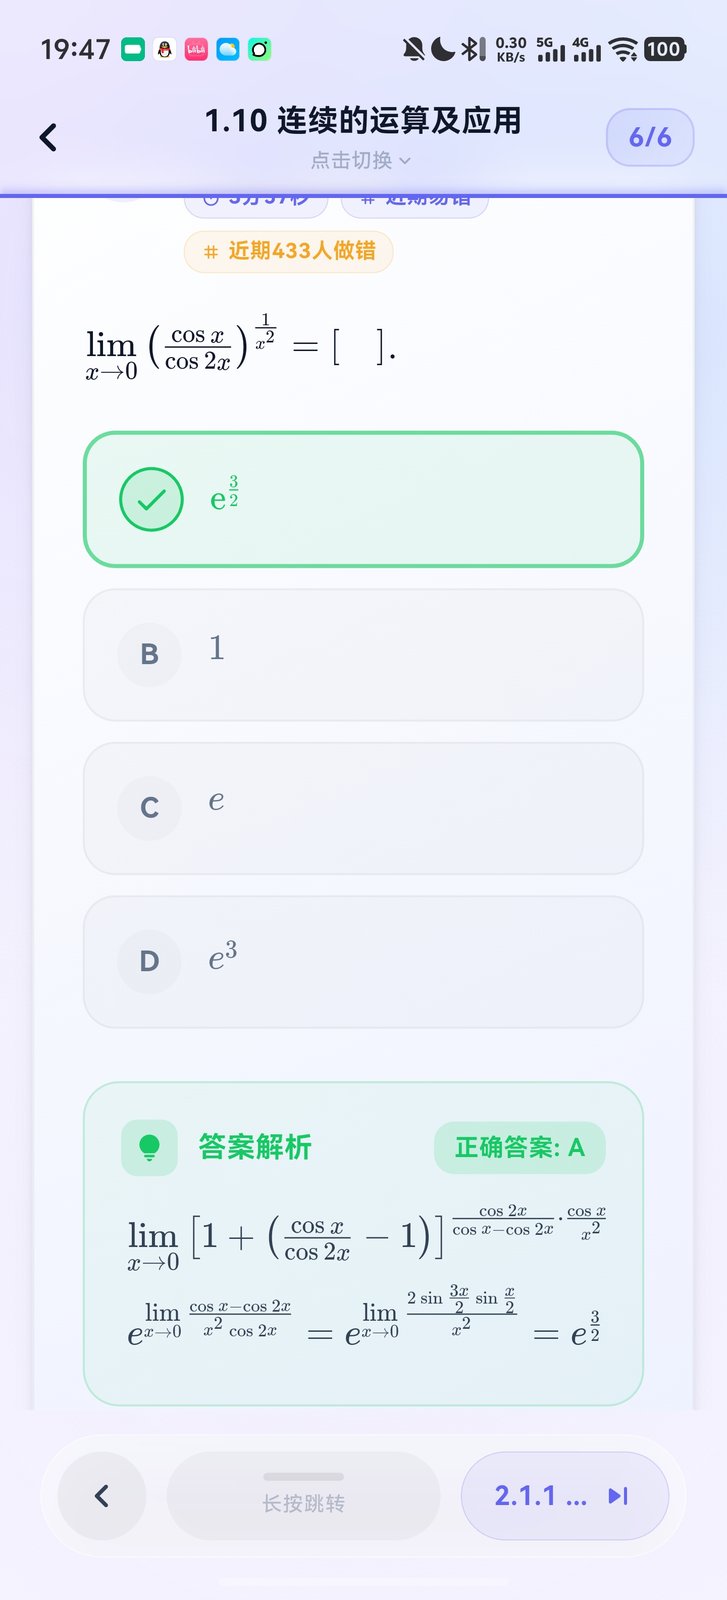 19:47 0.30 KB/s 5G 4G 100
1.10 连续的运算及应用
点击切换
6/6
# 近期433人做错
lim x→0 (cos x / cos 2x)^(1/x²) = [ ].
e^(3/2)
B 1
C e
D e³
答案解析 正确答案: A
lim x→0 [1 + (cos x / cos 2x − 1)]^(cos 2x / (cos x−cos 2x) · cos x / x²)
e^(lim x→0 (cos x−cos 2x) / (x² cos 2x)) = e^(lim x→0 (2 sin (3x/2) sin (x/2)) / x²) = e^(3/2)
长按跳转
2.1.1 ...